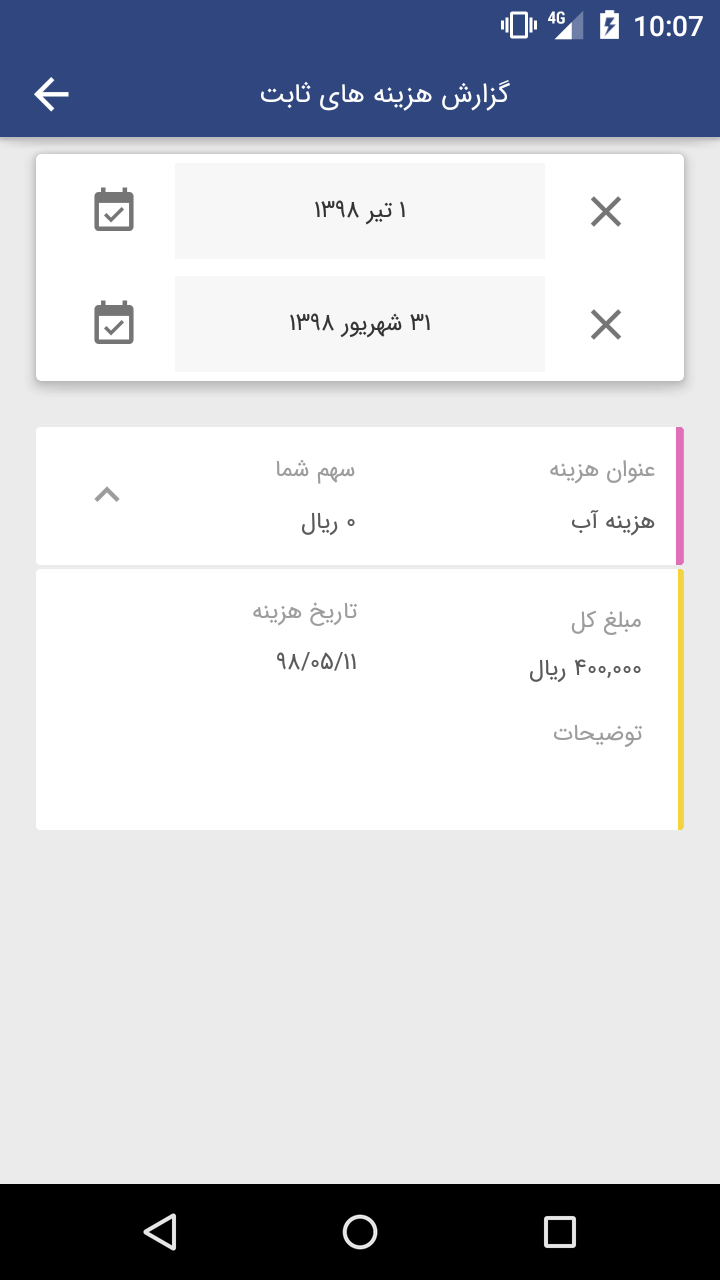 4G 10:07
گزارش هزینه های ثابت
۱ تیر ۱۳۹۸
۳۱ شهریور ۱۳۹۸
عنوان هزینه سهم شما
هزینه آب ۰ ریال
مبلغ کل تاریخ هزینه
۴۰۰,۰۰۰ ریال ۹۸/۰۵/۱۱
توضیحات